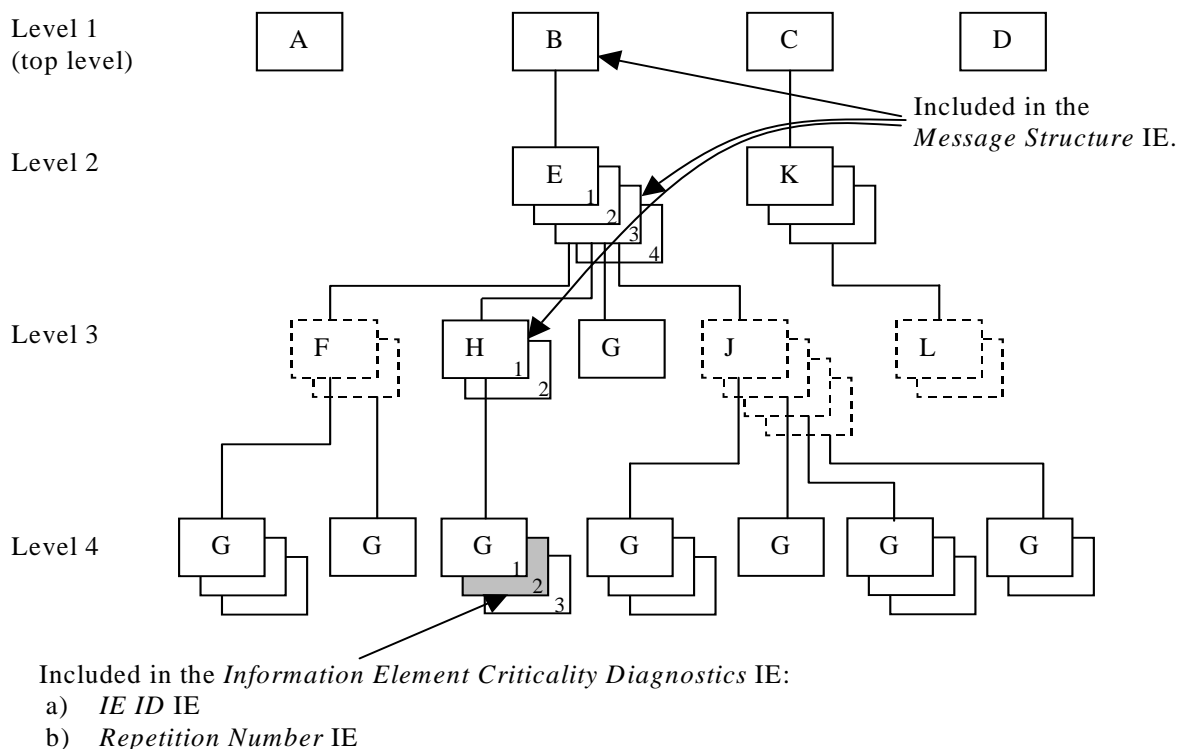 Level 1
(top level)
A
B
C
D
Included in the
Message Structure IE.
Level 2
E
1
2
3
4
K
Level 3
F
H
1
2
G
J
L
Level 4
G
G
G
1
2
3
G
G
G
G
Included in the Information Element Criticality Diagnostics IE:
a) IE ID IE
b) Repetition Number IE